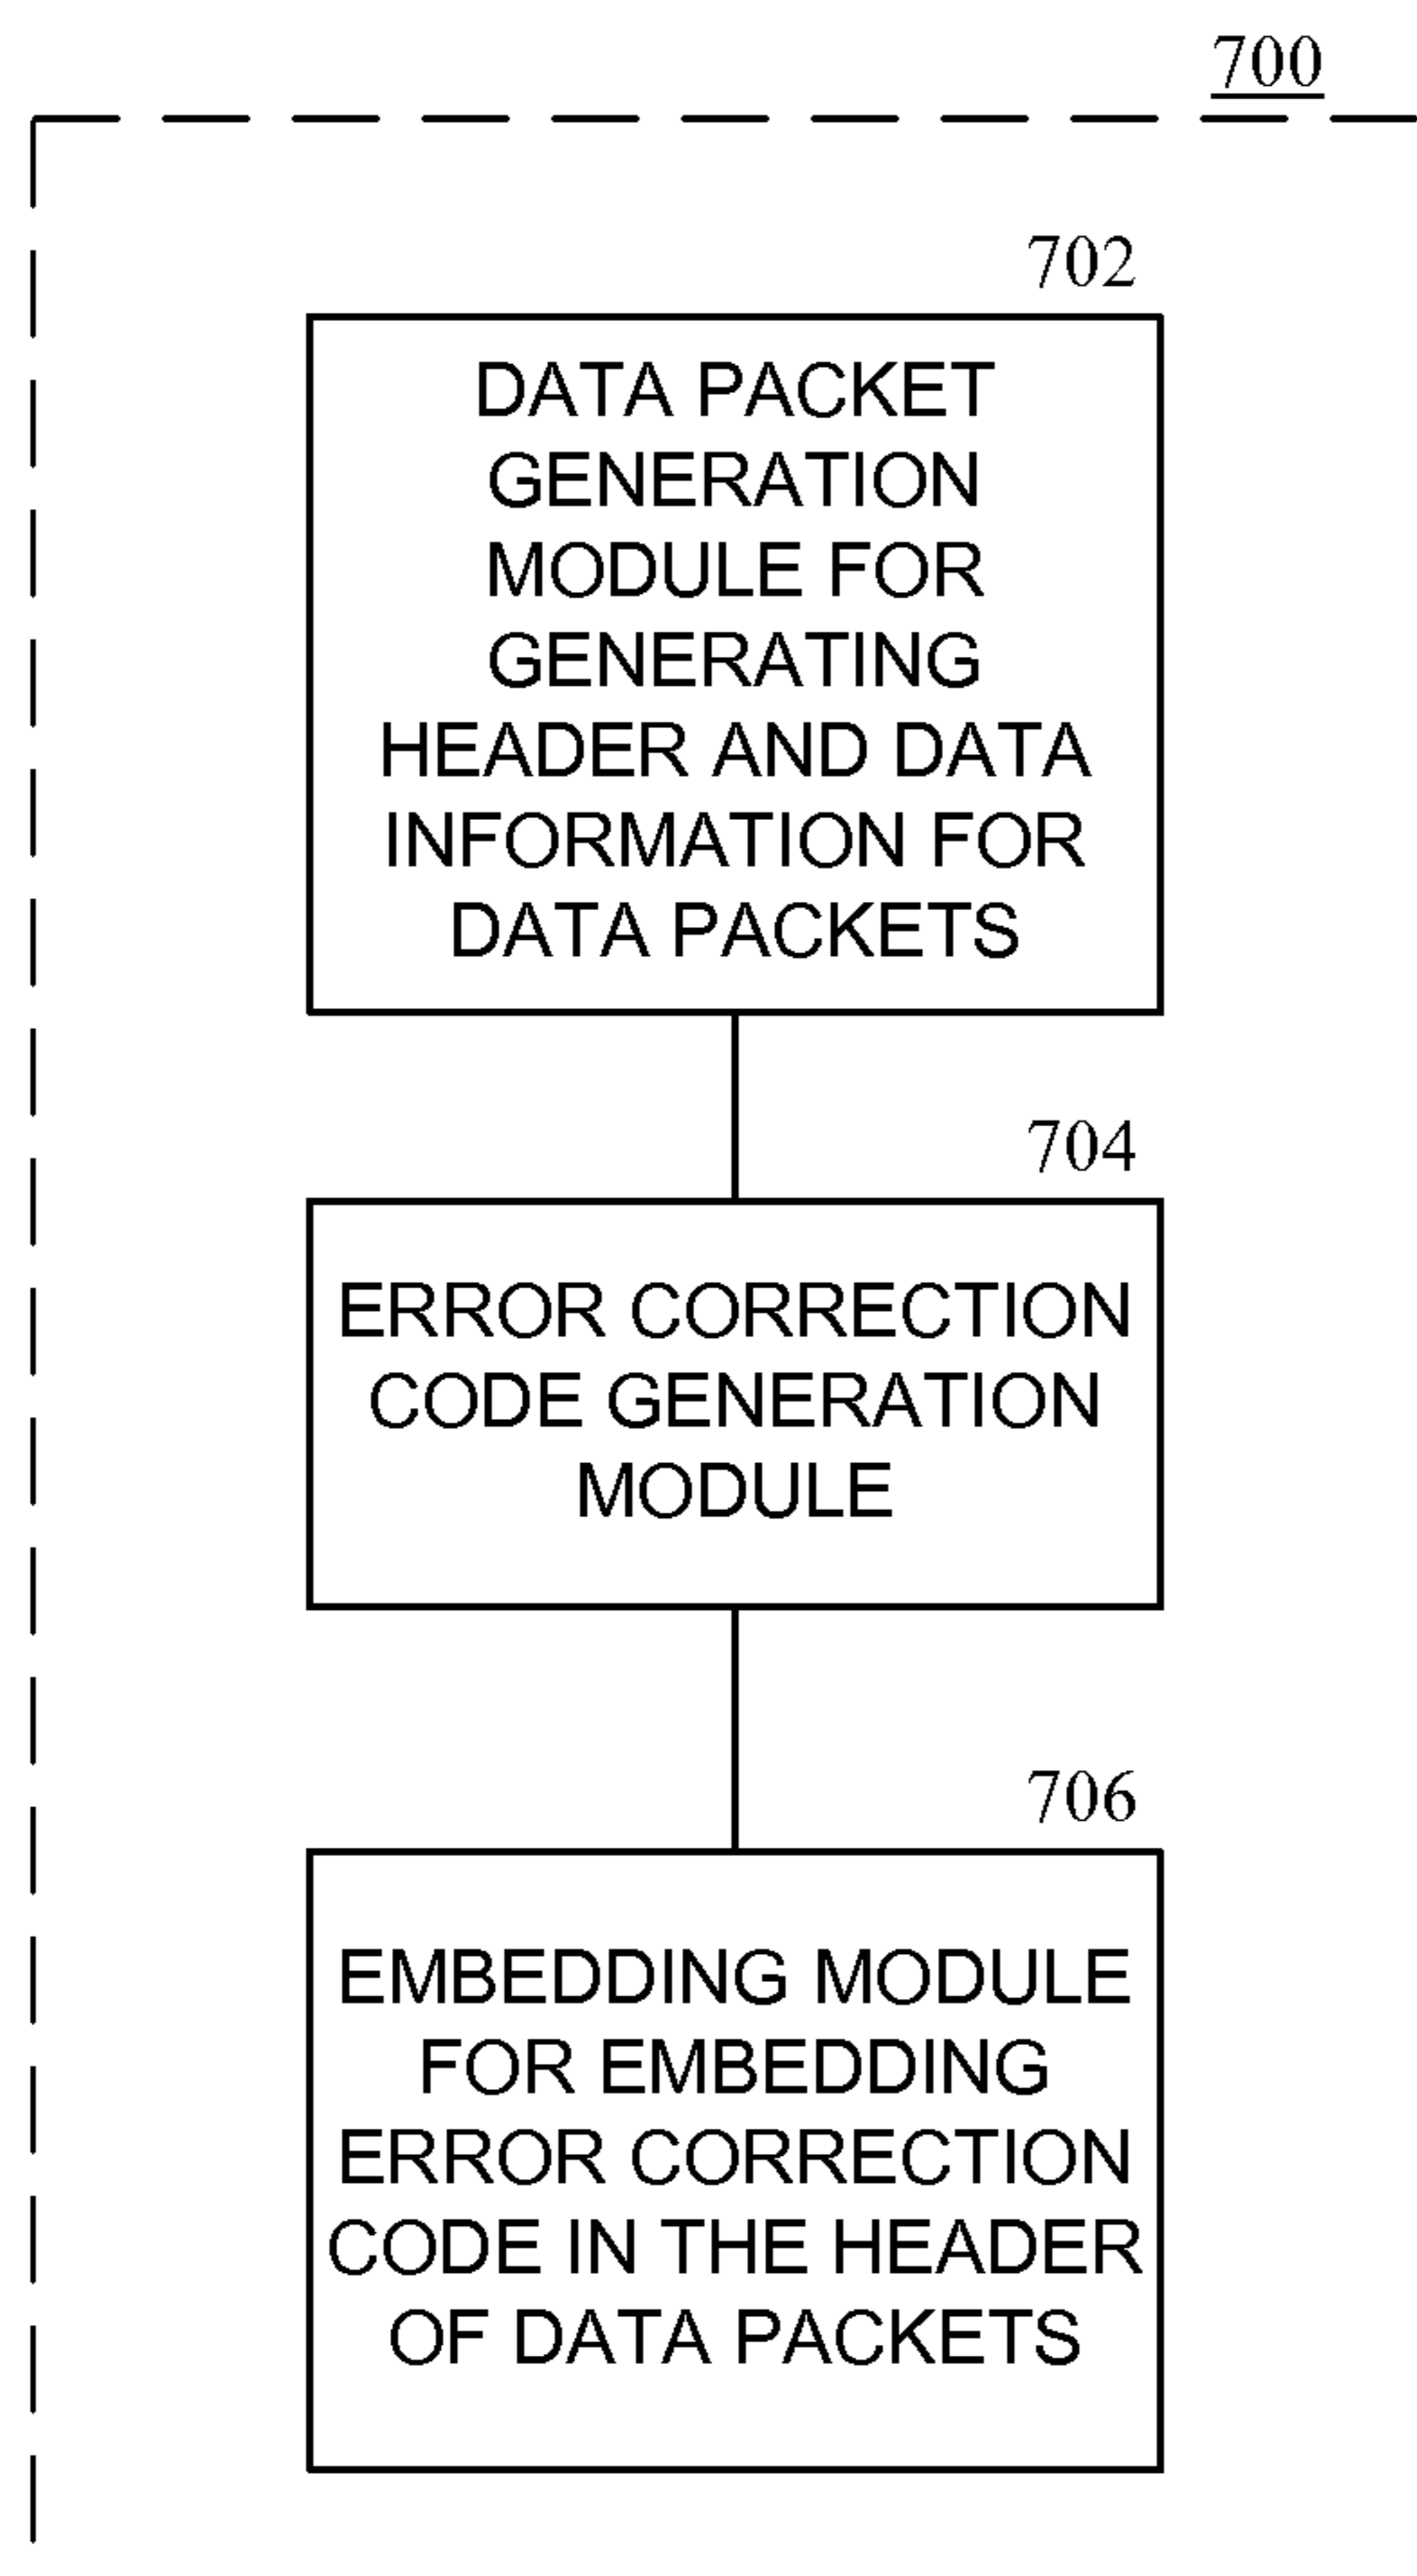 700
702
DATA PACKET
GENERATION
MODULE FOR
GENERATING
HEADER AND DATA
INFORMATION FOR
DATA PACKETS
704
ERROR CORRECTION
CODE GENERATION
MODULE
706
EMBEDDING MODULE
FOR EMBEDDING
ERROR CORRECTION
CODE IN THE HEADER
OF DATA PACKETS